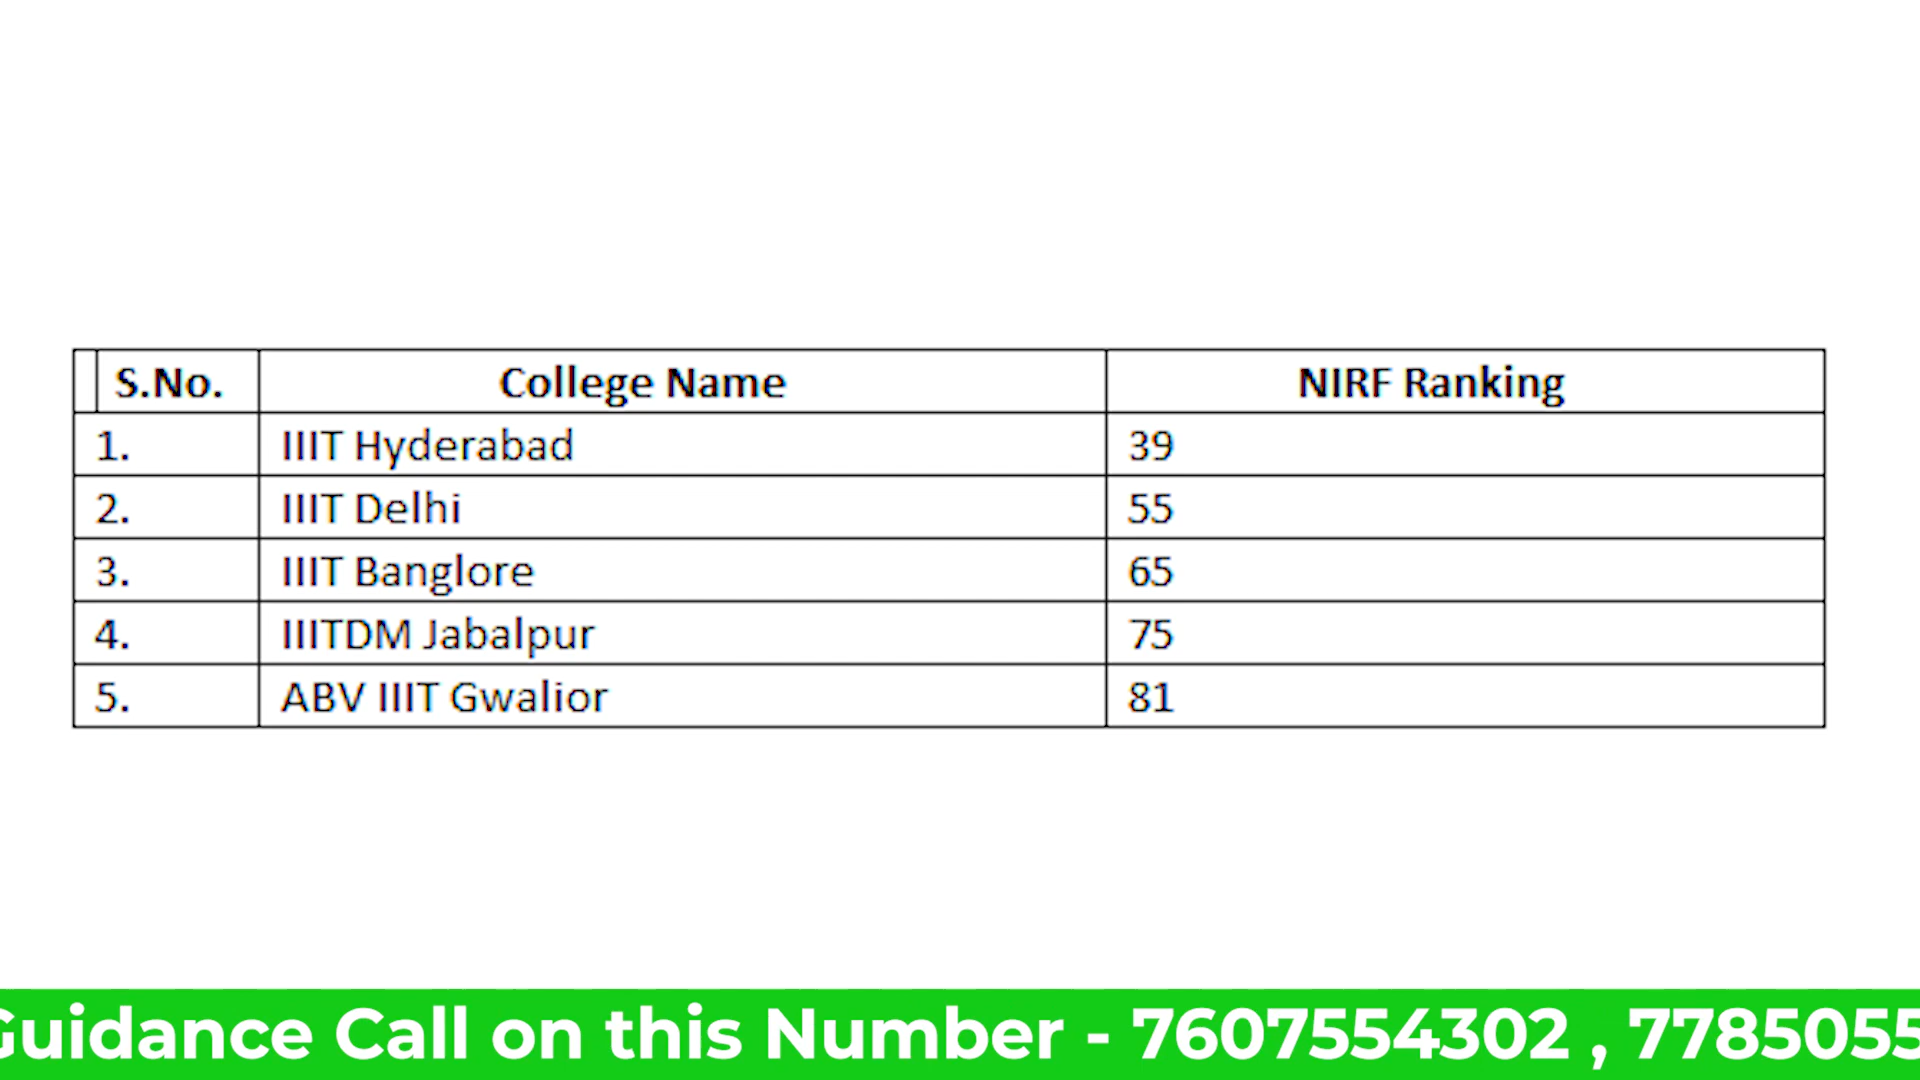 S.No. College Name NIRF Ranking
1. IIIT Hyderabad 39
2. IIIT Delhi 55
3. IIIT Banglore 65
4. IIITDM Jabalpur 75
5. ABV IIIT Gwalior 81
Guidance Call on this Number - 7607554302 , 7785055